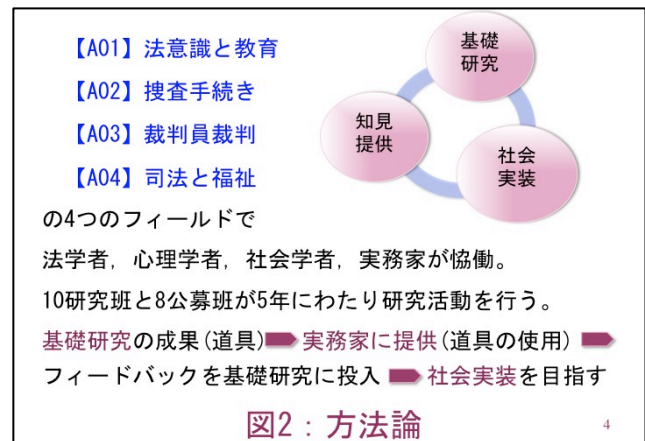 【A01】法意識と教育
【A02】捜査手続き
【A03】裁判員裁判
【A04】司法と福祉
基礎
研究
知見
提供
社会
実装
の4つのフィールドで
法学者，心理学者，社会学者，実務家が協働。
10研究班と8公募班が5年にわたり研究活動を行う。
基礎研究の成果(道具)➡実務家に提供(道具の使用)➡
フィードバックを基礎研究に投入➡社会実装を目指す
図2：方法論
4